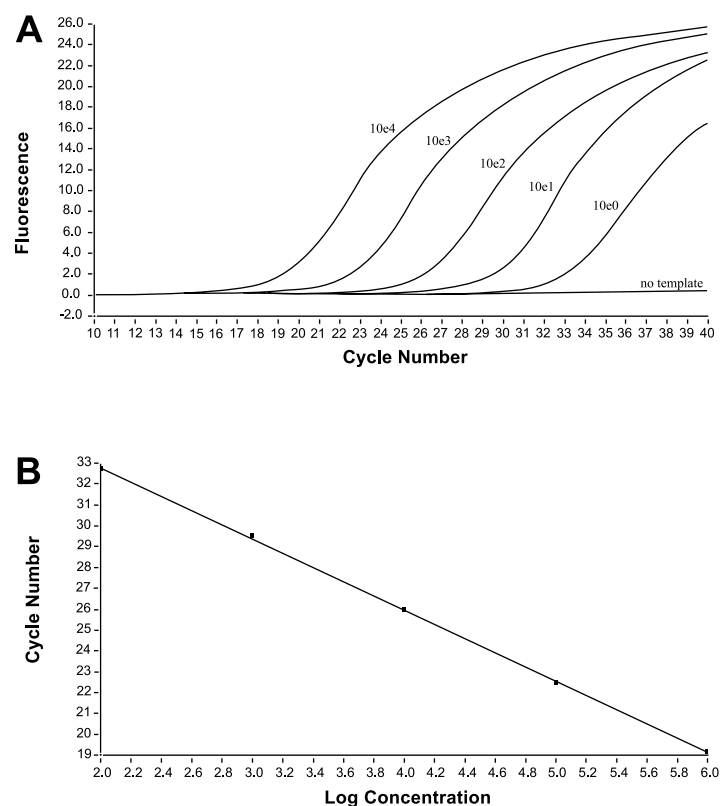 A
26.0
24.0
22.0
20.0
18.0
16.0
14.0
12.0
10.0
8.0
6.0
4.0
2.0
0.0
-2.0
Fluorescence
10e4
10e3
10e2
10e1
10e0
no template
10 11 12 13 14 15 16 17 18 19 20 21 22 23 24 25 26 27 28 29 30 31 32 33 34 35 36 37 38 39 40
Cycle Number
B
33
31
30
29
27
26
25
23
22
21
20
19
Cycle Number
2.0 2.2 2.4 2.6 2.8 3.0 3.2 3.4 3.6 3.8 4.0 4.2 4.4 4.6 4.8 5.0 5.2 5.4 5.6 5.8 6.0
Log Concentration